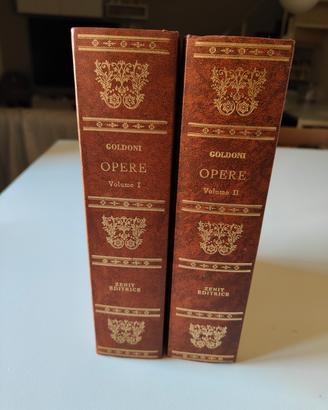 GOLDONI
OPERE
Volume I
ZENIT
EDITRICE
GOLDONI
OPERE
Volume II
ZENIT
EDITRICE